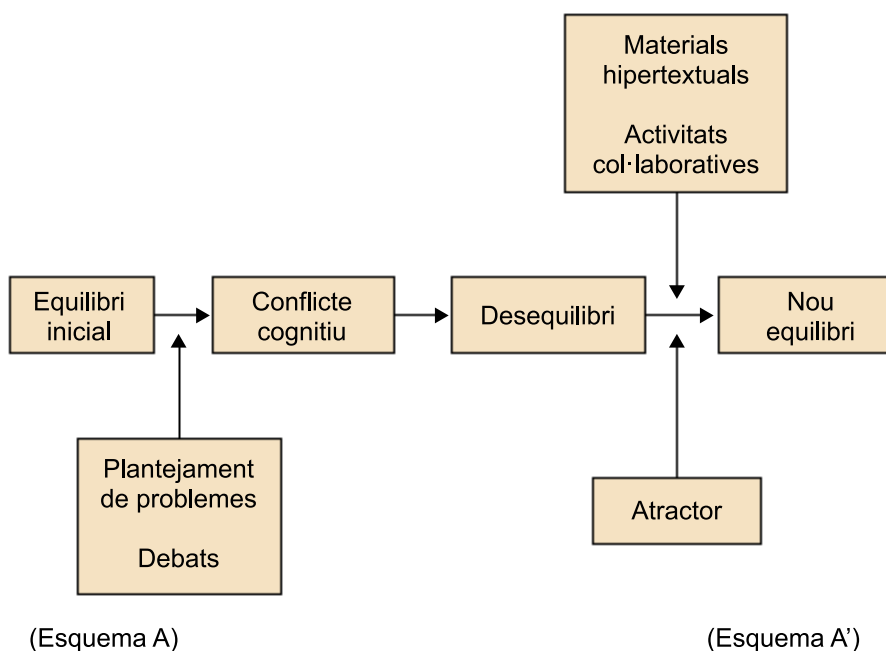 Materials
hipertextuals
Activitats
col·laboratives
Equilibri
inicial
Conflicte
cognitiu
Desequilibri
Nou
equilibri
Plantejament
de problemes
Debats
Atractor
(Esquema A)
(Esquema A’)